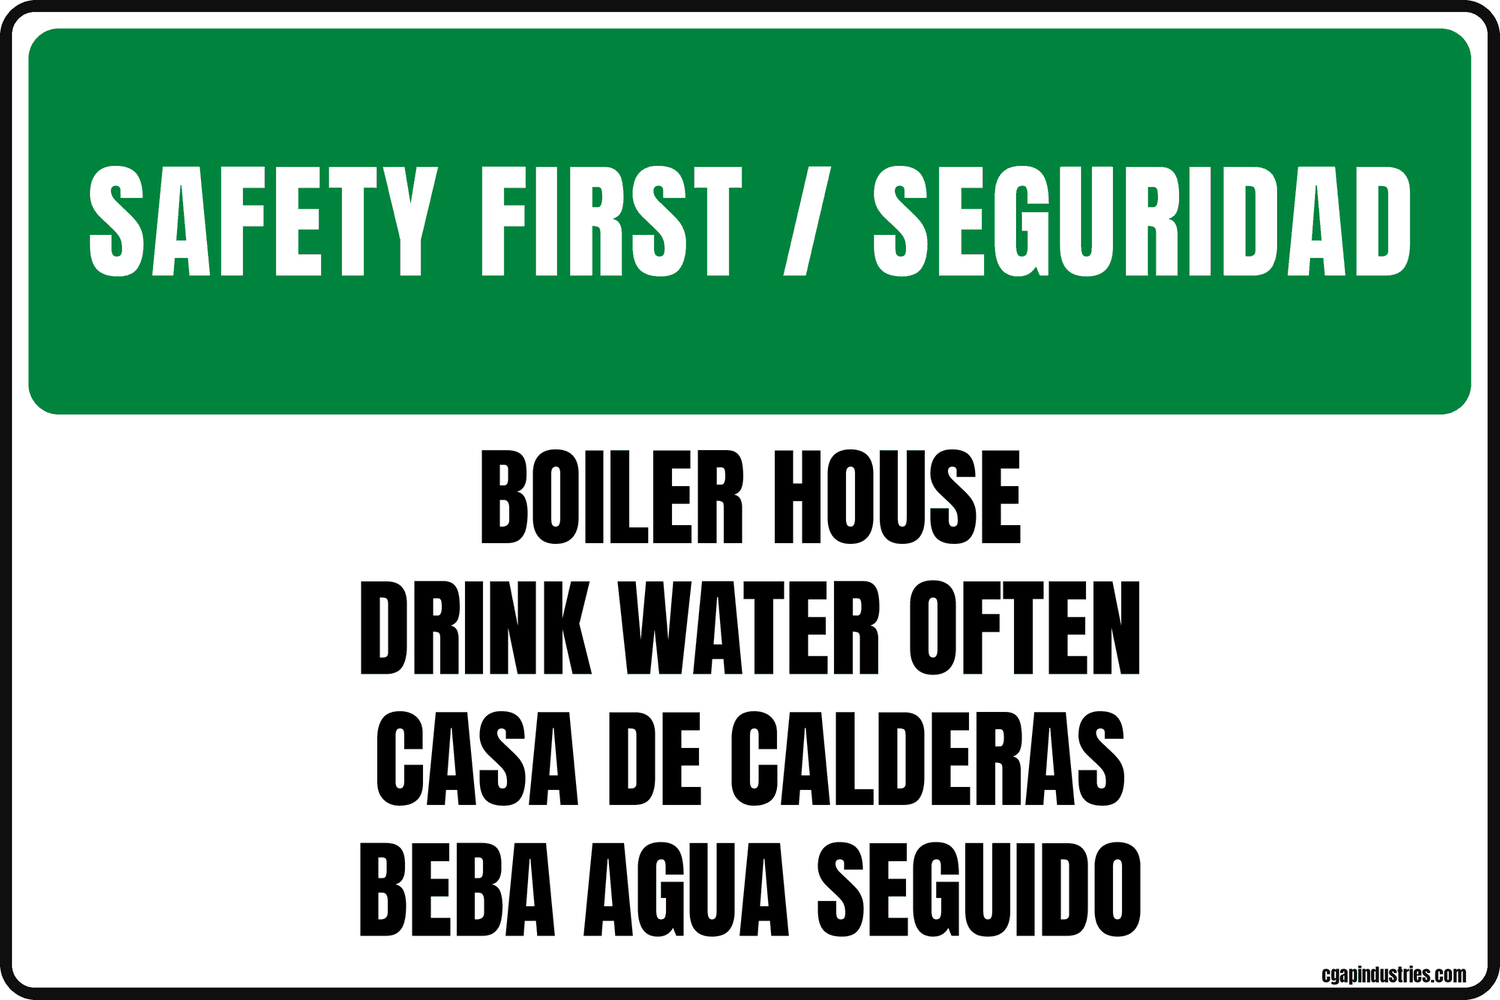 SAFETY FIRST / SEGURIDAD
BOILER HOUSE
DRINK WATER OFTEN
CASA DE CALDERAS
BEBA AGUA SEGUIDO
cgapindustries.com